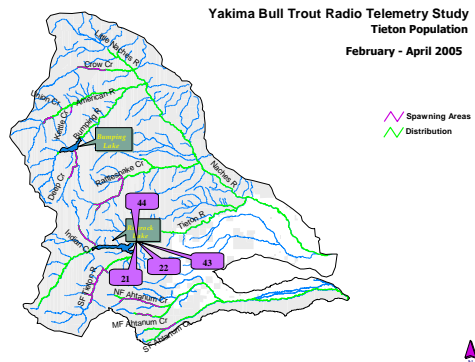 Yakima Bull Trout Radio Telemetry Study
Tieton Population
February - April 2005
Spawning Areas
Distribution
Little Naches R
Crow Cr
Union Cr
American R
Kettle Cr
Bumping R
Bumping
Lake
Rattlesnake Cr
Naches R
Deep Cr
44
Tieton R
Lake
Indian Cr
43
22
21
SF Tieton R
NF Ahtanum Cr
MF Ahtanum Cr
SF Ahtanum Cr